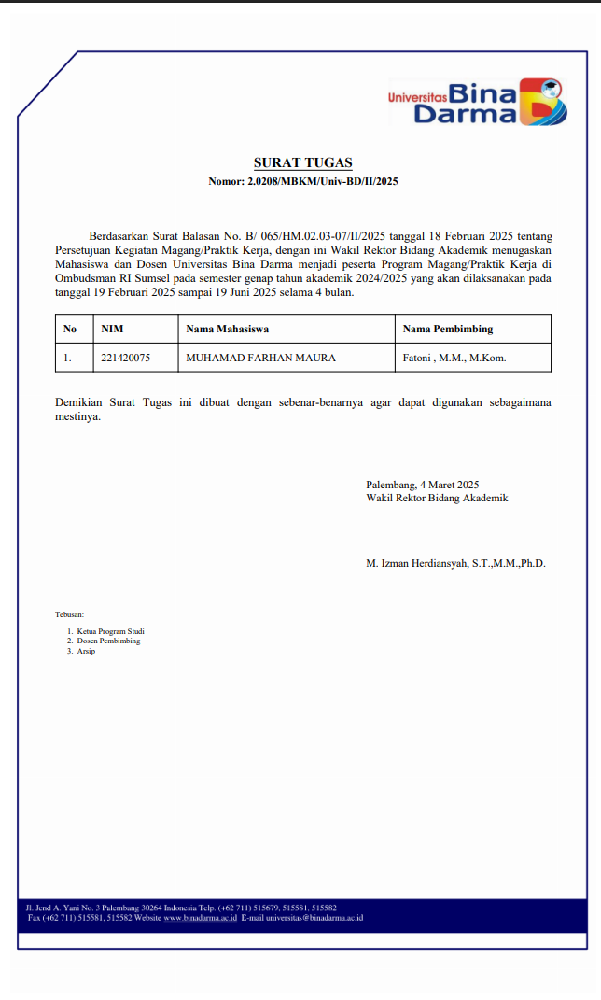 Universitas Bina
Darma
SURAT TUGAS
Nomor: 2.0208/MBKM/Univ-BD/II/2025
Berdasarkan Surat Balasan No. B/ 065/HM.02.03-07/II/2025 tanggal 18 Februari 2025 tentang
Persetujuan Kegiatan Magang/Praktik Kerja, dengan ini Wakil Rektor Bidang Akademik menugaskan
Mahasiswa dan Dosen Universitas Bina Darma menjadi peserta Program Magang/Praktik Kerja di
Ombudsman RI Sumsel pada semester genap tahun akademik 2024/2025 yang akan dilaksanakan pada
tanggal 19 Februari 2025 sampai 19 Juni 2025 selama 4 bulan.
No NIM Nama Mahasiswa Nama Pembimbing
1. 221420075 MUHAMAD FARHAN MAURA Fatoni , M.M., M.Kom.
Demikian Surat Tugas ini dibuat dengan sebenar-benarnya agar dapat digunakan sebagaimana
mestinya.
Palembang, 4 Maret 2025
Wakil Rektor Bidang Akademik
M. Izman Herdiansyah, S.T.,M.M.,Ph.D.
Tebusan:
1. Ketua Program Studi
2. Dosen Pembimbing
3. Arsip
Jl. Jend A. Yani No. 3 Palembang 30264 Indonesia Telp. (+62 711) 515679, 515581, 515582
Fax (+62 711) 515581, 515582 Website www.binadarma.ac.id E-mail universitas@binadarma.ac.id